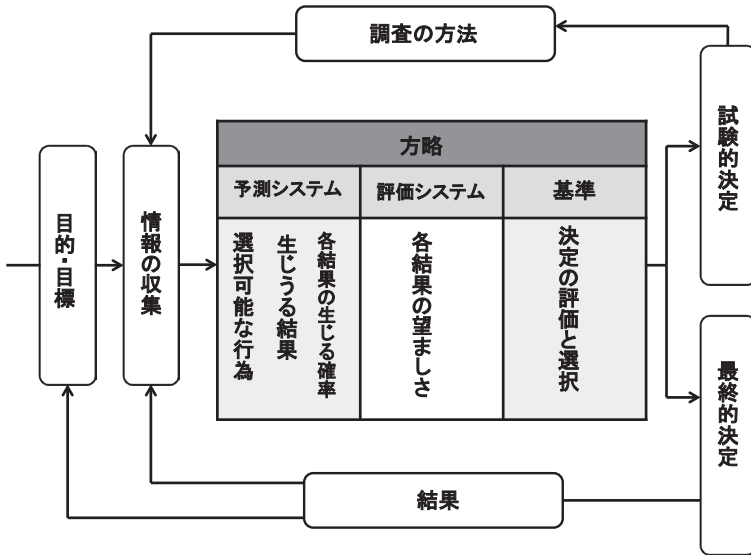 調査の方法
目的・目標
情報の収集
方略
予測システム
評価システム
基準
選択可能な行為
生じうる結果
各結果の生じる確率
各結果の望ましさ
決定の評価と選択
試験的決定
最終的決定
結果